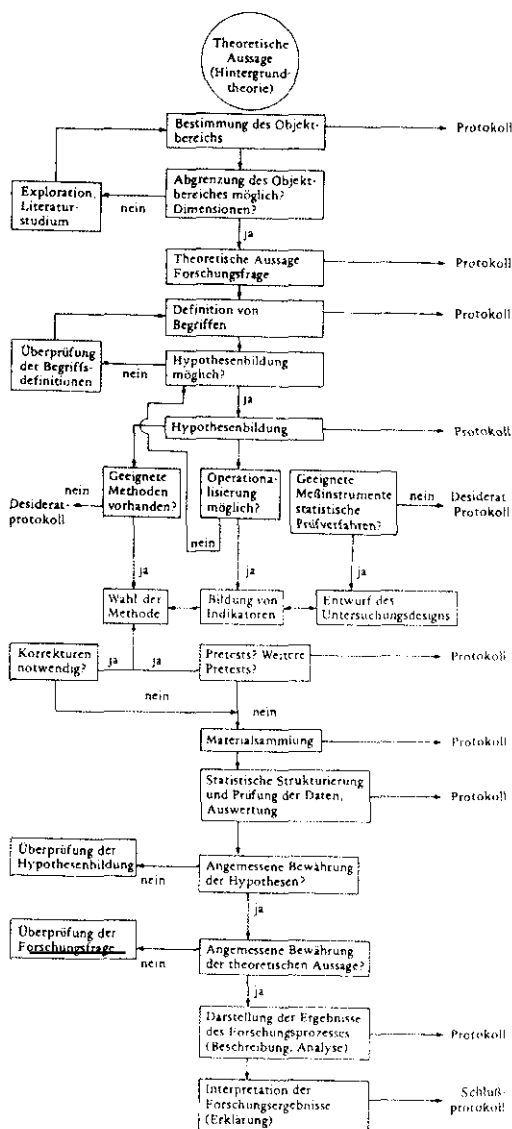 Theoretische
Aussage
(Hintergrund-
theorie)
Bestimmung des Objekt-
bereichs
Protokoll
Abgrenzung des Objekt-
bereiches möglich?
Dimensionen?
nein
Exploration,
Literatur-
studium
ja
Theoretische Aussage
Forschungsfrage
Protokoll
Definition von
Begriffen
Protokoll
Überprüfung
der Begriffs-
definitionen
nein
Hypothesenbildung
möglich?
ja
Hypothesenbildung
Protokoll
nein
Desiderat-
protokoll
Geeignete
Methoden
vorhanden?
nein
Operationa-
lisierung
möglich?
Geeignete
Meßinstrumente
statistische
Prüfverfahren?
nein
Desiderat
Protokoll
ja
ja
ja
Wahl der
Methode
Bildung von
Indikatoren
Entwurf des
Untersuchungsdesigns
Korrekturen
notwendig?
ja
ja
Pretests? Weitere
Pretests?
Protokoll
nein
nein
Materialsammlung
Protokoll
Statistische Strukturierung
und Prüfung der Daten,
Auswertung
Protokoll
Überprüfung der
Hypothesenbildung
nein
Angemessene Bewährung
der Hypothesen?
ja
Überprüfung der
Forschungsfrage
nein
Angemessene Bewährung
der theoretischen Aussage?
ja
Darstellung der Ergebnisse
des Forschungsprozesses
(Beschreibung, Analyse)
Protokoll
Interpretation der
Forschungsergebnisse
(Erklärung)
Schluß-
protokoll